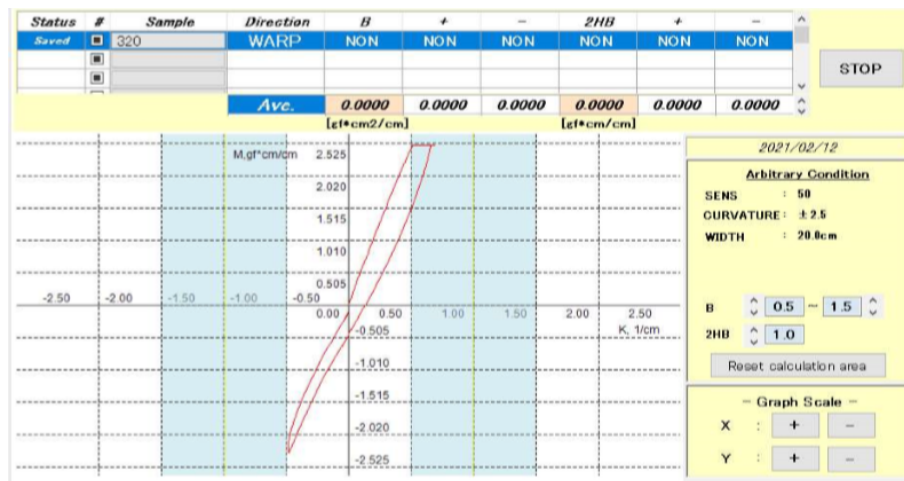 Status # Sample Direction B + - 2HB + -
Saved 320 WARP NON NON NON NON NON NON
STOP
Ave. 0.0000 0.0000 0.0000 0.0000 0.0000 0.0000
[gf*cm2/cm] [gf*cm/cm]
M,gf*cm/cm 2.525
2.020
1.515
1.010
0.505
-2.50 -2.00 -1.50 -1.00 -0.50
0.00 0.50 1.00 1.50 2.00 2.50
K, 1/cm
-0.505
-1.010
-1.515
-2.020
-2.525
2021/02/12
Arbitrary Condition
SENS : 50
CURVATURE : ±2.5
WIDTH : 20.0cm
B 0.5 ~ 1.5
2HB 1.0
Reset calculation area
- Graph Scale -
X : + -
Y : + -